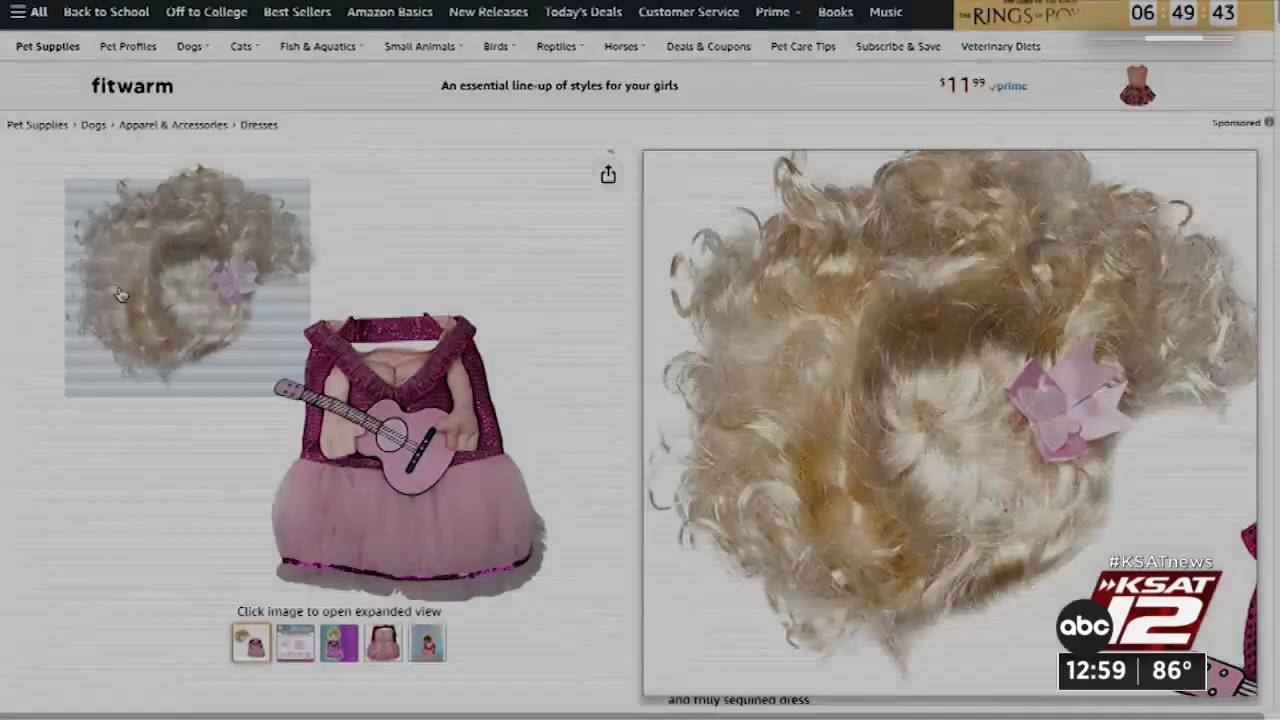 All Back to School Off to College Best Sellers Amazon Basics New Releases Today's Deals Customer Service Prime Books Music
THE RINGS OF
06 : 49 : 43
Pet Supplies Pet Profiles Dogs Cats Fish & Aquatics Small Animals Birds Reptiles Horses Deals & Coupons Pet Care Tips Subscribe & Save Veterinary Diets
fitwarm An essential line-up of styles for your girls $11.99 prime
Pet Supplies › Dogs › Apparel & Accessories › Dresses
Sponsored
Click image to open expanded view
#KSATnews
KSAT
abc 12
12:59 86°
and frilly sequined dress